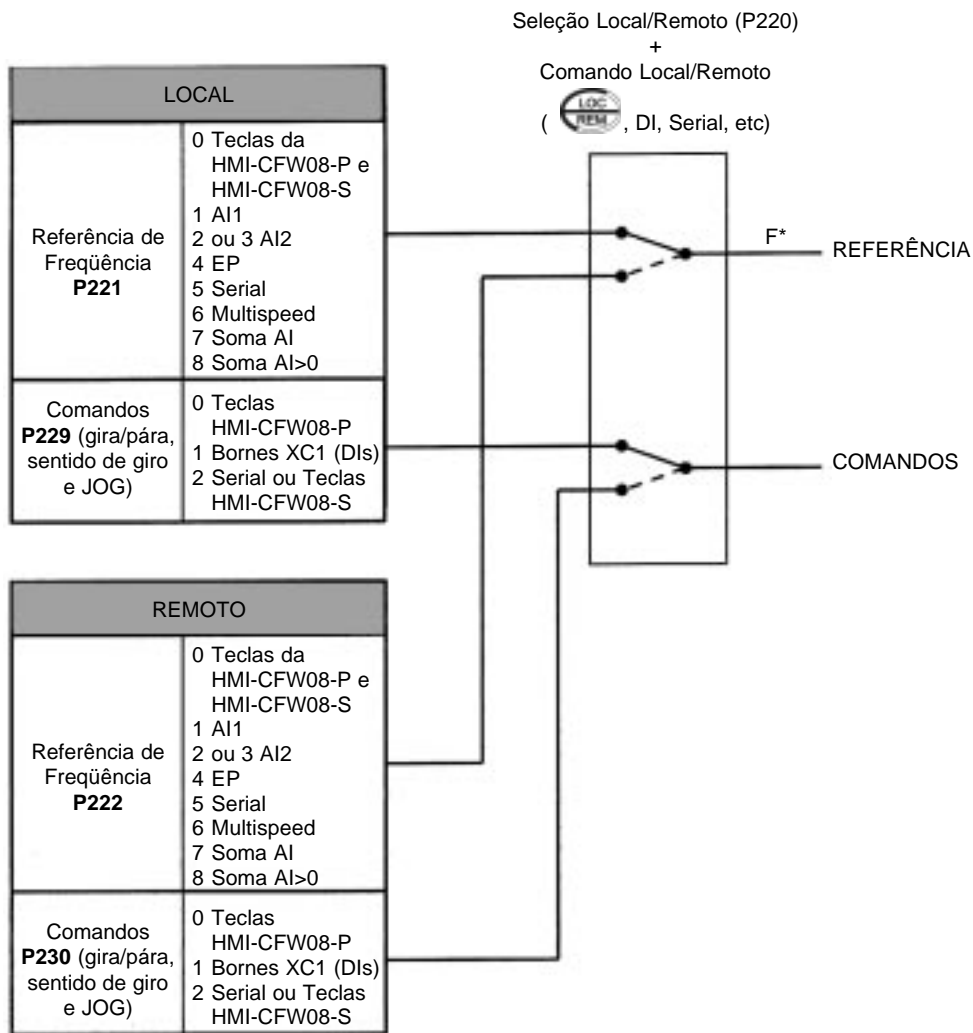 Seleção Local/Remoto (P220)
+
Comando Local/Remoto
( LOC REM , DI, Serial, etc)
LOCAL
Referência de
Freqüência
P221
0 Teclas da
HMI-CFW08-P e
HMI-CFW08-S
1 AI1
2 ou 3 AI2
4 EP
5 Serial
6 Multispeed
7 Soma AI
8 Soma AI>0
Comandos
P229 (gira/pára,
sentido de giro
e JOG)
0 Teclas
HMI-CFW08-P
1 Bornes XC1 (DIs)
2 Serial ou Teclas
HMI-CFW08-S
F*
REFERÊNCIA
COMANDOS
REMOTO
Referência de
Freqüência
P222
0 Teclas da
HMI-CFW08-P e
HMI-CFW08-S
1 AI1
2 ou 3 AI2
4 EP
5 Serial
6 Multispeed
7 Soma AI
8 Soma AI>0
Comandos
P230 (gira/pára,
sentido de giro
e JOG)
0 Teclas
HMI-CFW08-P
1 Bornes XC1 (DIs)
2 Serial ou Teclas
HMI-CFW08-S